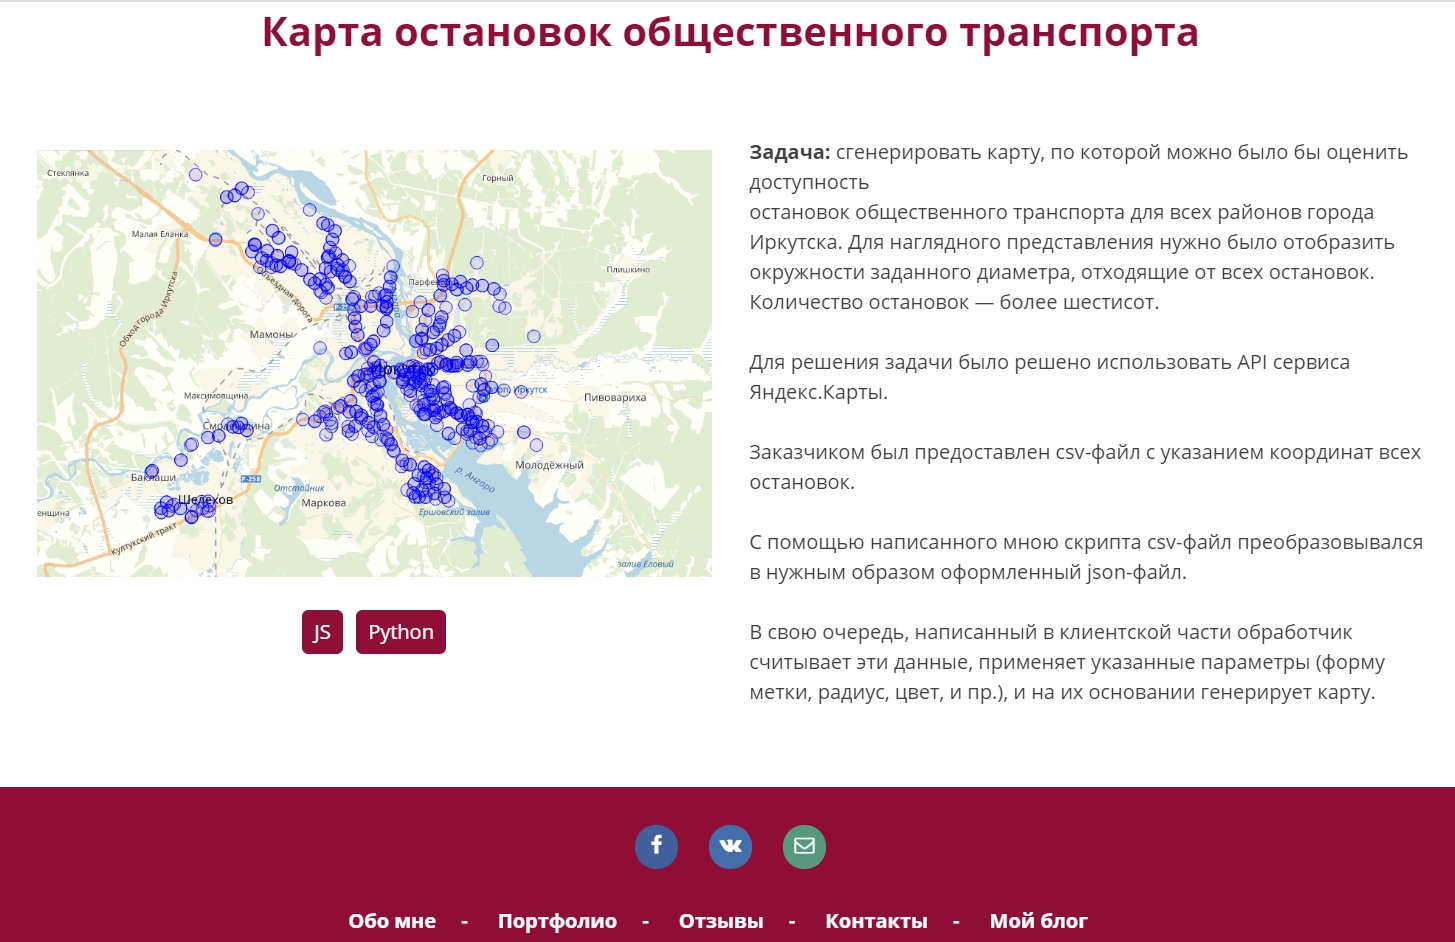 Карта остановок общественного транспорта
Стеклянка
Горный
Малая Еланка
Плишкино
Объездная дорога
Обход города Иркутска
Мамоны
Иркутск
Максимовщина
Пивовариха
Баклаши
Р-258
Отстойник
Маркова
Молодёжный
р. Ангара
Шелехов
Ершовский залив
енщина
Култукский тракт
залив Еловый
JS
Python
Задача: сгенерировать карту, по которой можно было бы оценить
доступность
остановок общественного транспорта для всех районов города
Иркутска. Для наглядного представления нужно было отобразить
окружности заданного диаметра, отходящие от всех остановок.
Количество остановок — более шестисот.
Для решения задачи было решено использовать API сервиса
Яндекс.Карты.
Заказчиком был предоставлен csv-файл с указанием координат всех
остановок.
С помощью написанного мною скрипта csv-файл преобразовывался
в нужным образом оформленный json-файл.
В свою очередь, написанный в клиентской части обработчик
считывает эти данные, применяет указанные параметры (форму
метки, радиус, цвет, и пр.), и на их основании генерирует карту.
Обо мне - Портфолио - Отзывы - Контакты - Мой блог